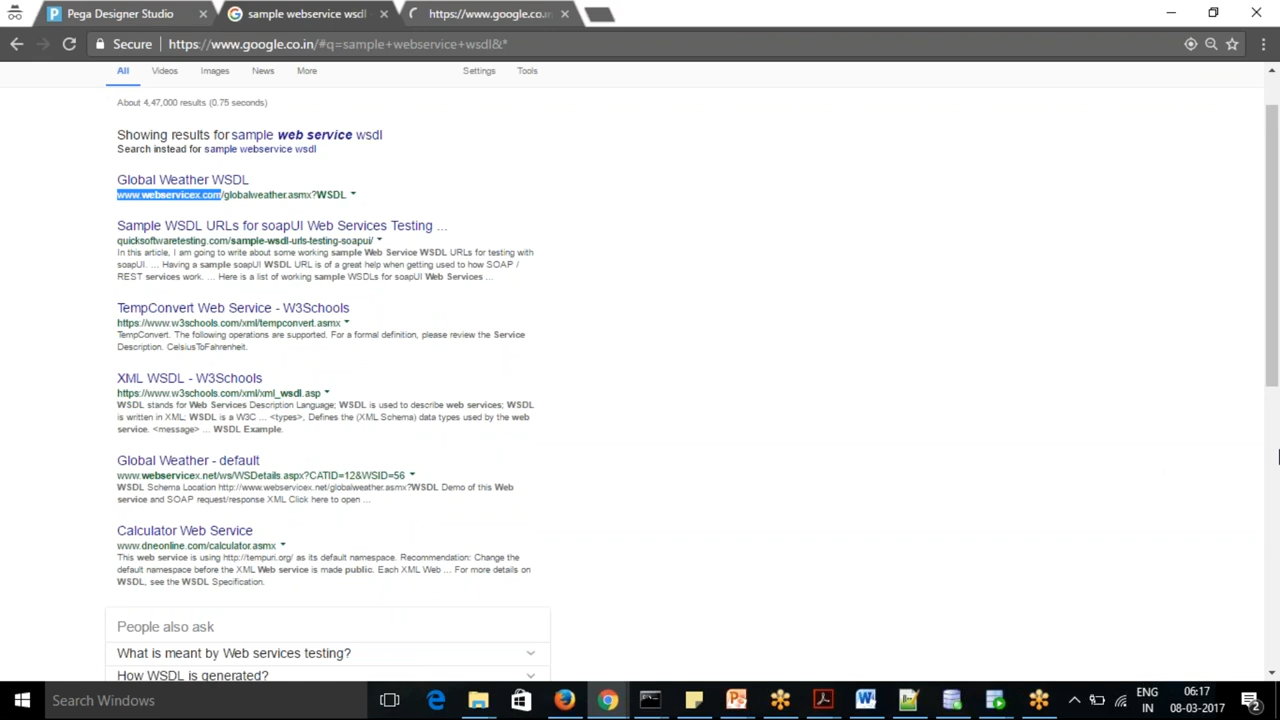 Pega Designer Studio
sample webservice wsdl -
https://www.google.co.in
Secure https://www.google.co.in/#q=sample+webservice+wsdl&*
All Videos Images News More Settings Tools
About 4,47,000 results (0.75 seconds)
Showing results for sample web service wsdl
Search instead for sample webservice wsdl
Global Weather WSDL
www.webservicex.com/globalweather.asmx?WSDL
Sample WSDL URLs for soapUI Web Services Testing ...
quicksoftwaretesting.com/sample-wsdl-urls-testing-soapui/
In this article, I am going to write about some working sample Web Service WSDL URLs for testing with
soapUI. ... Having a sample soapUI WSDL URL is of a great help when getting used to how SOAP /
REST services work. ... Here is a list of working sample WSDLs for soapUI Web Services ...
TempConvert Web Service - W3Schools
https://www.w3schools.com/xml/tempconvert.asmx
TempConvert. The following operations are supported. For a formal definition, please review the Service
Description. CelsiusToFahrenheit.
XML WSDL - W3Schools
https://www.w3schools.com/xml/xml_wsdl.asp
WSDL stands for Web Services Description Language; WSDL is used to describe web services; WSDL
is written in XML; WSDL is a W3C ... <types>, Defines the (XML Schema) data types used by the web
service. <message> ... WSDL Example.
Global Weather - default
www.webservicex.net/ws/WSDetails.aspx?CATID=12&WSID=56
WSDL Schema Location http://www.webservicex.net/globalweather.asmx?WSDL Demo of this Web
service and SOAP request/response XML Click here to open ...
Calculator Web Service
www.dneonline.com/calculator.asmx
This web service is using http://tempuri.org/ as its default namespace. Recommendation: Change the
default namespace before the XML Web service is made public. Each XML Web ... For more details on
WSDL, see the WSDL Specification.
People also ask
What is meant by Web services testing?
How WSDL is generated?
Search Windows
ENG
IN
06:17
08-03-2017
2